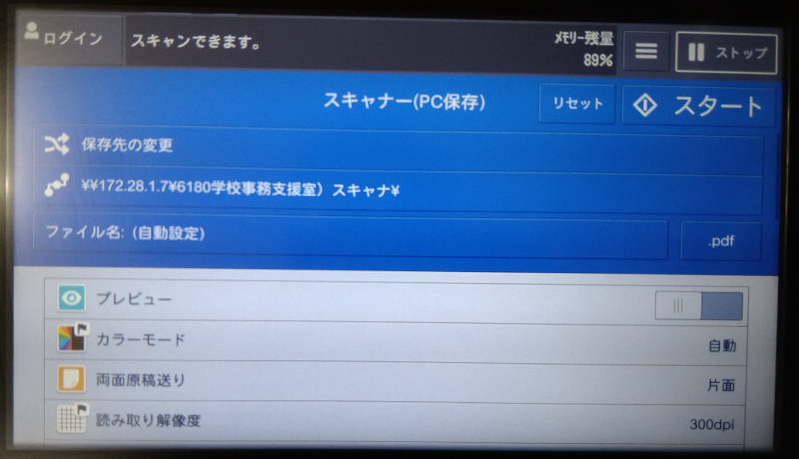 ログイン
スキャンできます。
ﾒﾓﾘｰ残量
89%
ストップ
スキャナー(PC保存)
リセット
スタート
保存先の変更
¥¥172.28.1.7¥6180学校事務支援室）スキャナ¥
ファイル名: (自動設定)
.pdf
プレビュー
カラーモード
自動
両面原稿送り
片面
読み取り解像度
300dpi